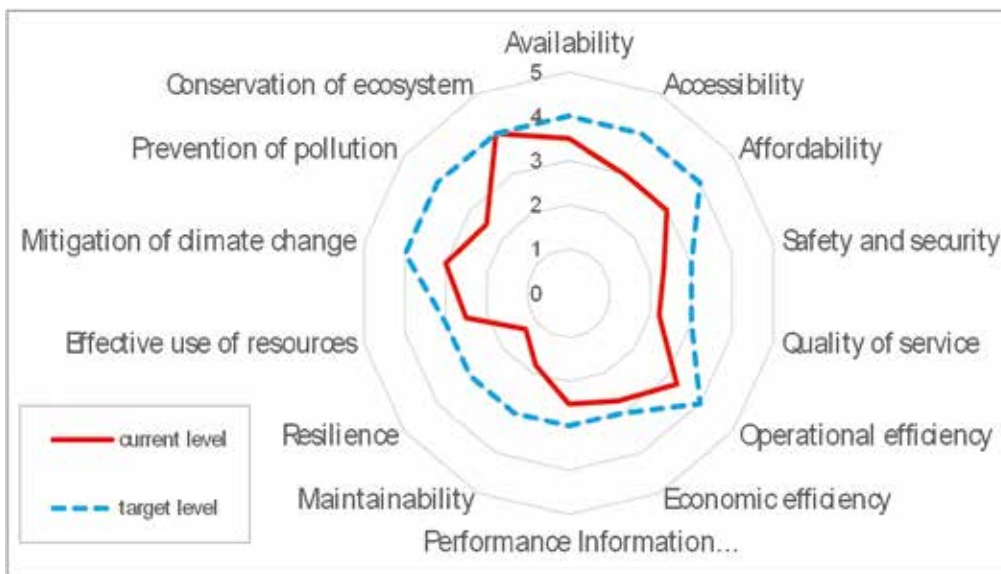 Availability
Accessibility
Affordability
Safety and security
Quality of service
Operational efficiency
Economic efficiency
Performance Information...
Maintainability
Resilience
Effective use of resources
Mitigation of climate change
Prevention of pollution
Conservation of ecosystem
5
4
3
2
1
0
current level
target level